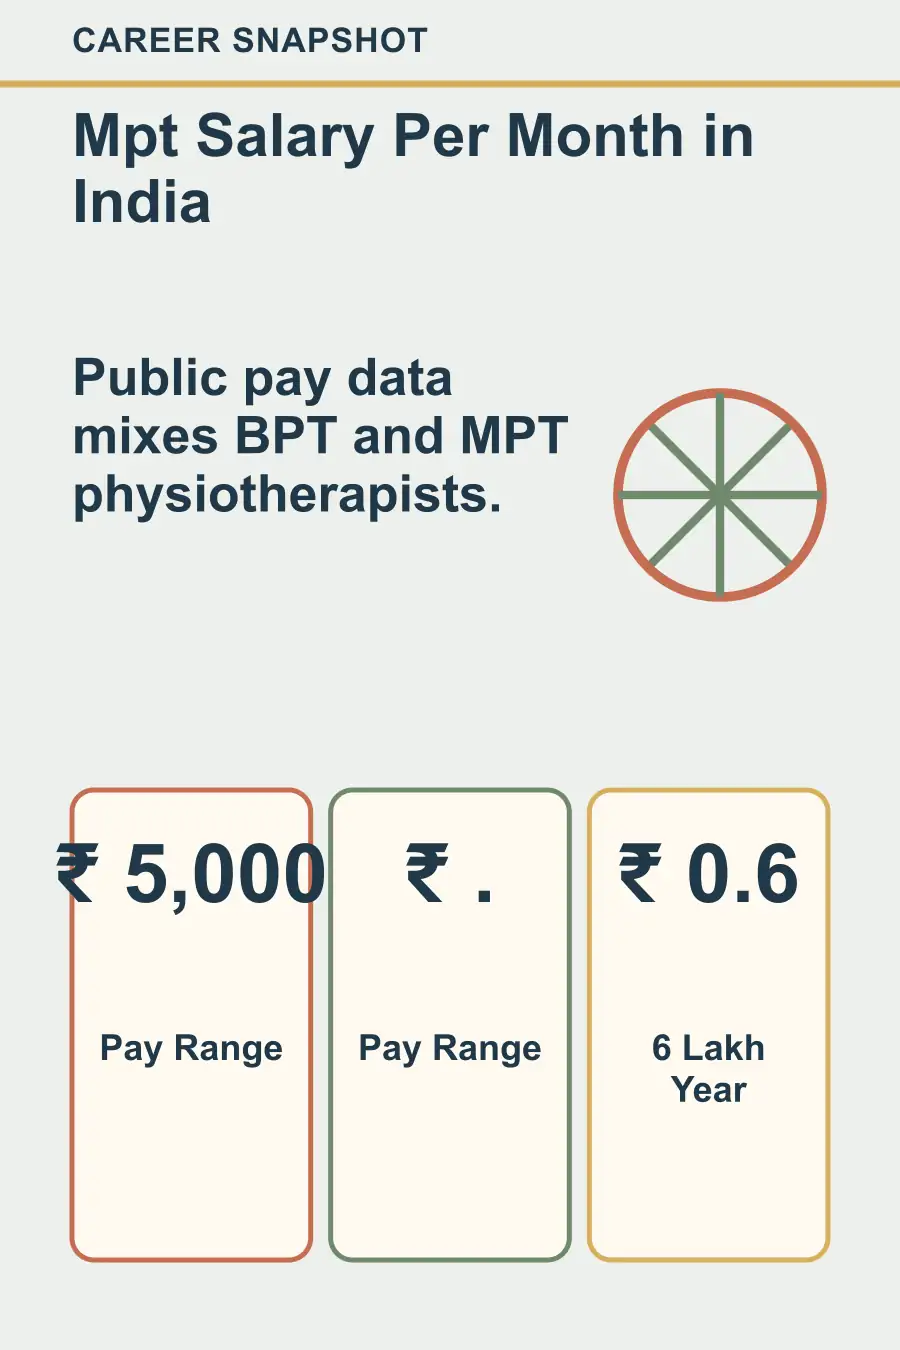 CAREER SNAPSHOT
Mpt Salary Per Month in
India
Public pay data
mixes BPT and MPT
physiotherapists.
₹ 5,000
Pay Range
₹ .
Pay Range
₹ 0.6
6 Lakh
Year